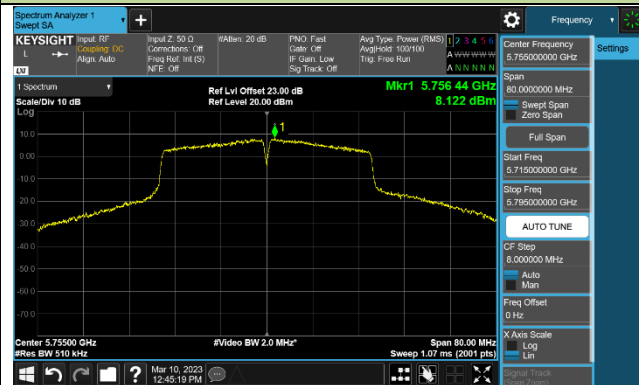 Spectrum Analyzer 1
Swept SA
Frequency
KEYSIGHT
L
Input: RF
Coupling: DC
Align: Auto
Input Z: 50 Ω
Corrections: Off
Freq Ref: Int (S)
NFE: Off
#Atten: 20 dB
PNO: Fast
Gate: Off
IF Gain: Low
Sig Track: Off
Avg Type: Power (RMS)
Avg|Hold: 100/100
Trig: Free Run
1 2 3 4 5 6
A W W W W W
A N N N N N
1 Spectrum
Scale/Div 10 dB
Ref Lvl Offset 23.00 dB
Ref Level 20.00 dBm
Mkr1 5.756 44 GHz
8.122 dBm
Log
10.0
0.00
-10.0
-20.0
-30.0
-40.0
-50.0
-60.0
-70.0
1
Center 5.75500 GHz
#Res BW 510 kHz
#Video BW 2.0 MHz*
Span 80.00 MHz
Sweep 1.07 ms (2001 pts)
Mar 10, 2023
12:45:19 PM
Center Frequency
5.755000000 GHz
Settings
Span
80.0000000 MHz
Swept Span
Zero Span
Full Span
Start Freq
5.715000000 GHz
Stop Freq
5.795000000 GHz
AUTO TUNE
CF Step
8.000000 MHz
Auto
Man
Freq Offset
0 Hz
X Axis Scale
Log
Lin
Signal Track
(Span Zoom)